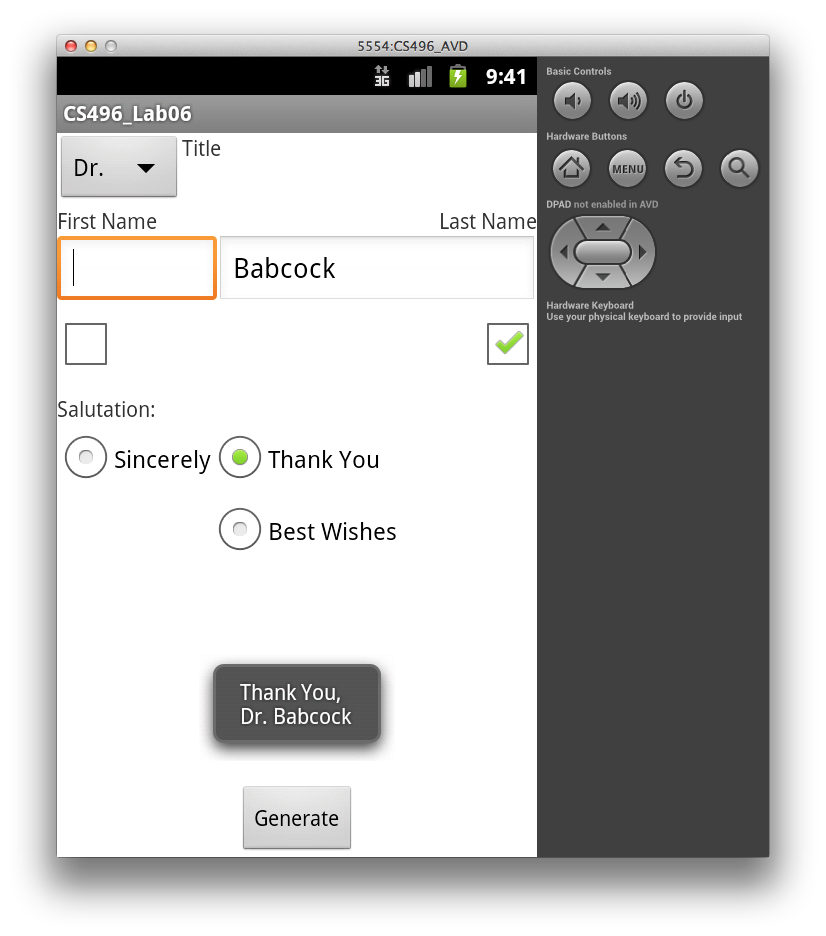 5554:CS496_AVD
3G 9:41
CS496_Lab06
Dr. Title
First Name Last Name
Babcock
Salutation:
Sincerely Thank You
Best Wishes
Thank You,
Dr. Babcock
Generate
Basic Controls
Hardware Buttons
MENU
DPAD not enabled in AVD
Hardware Keyboard
Use your physical keyboard to provide input